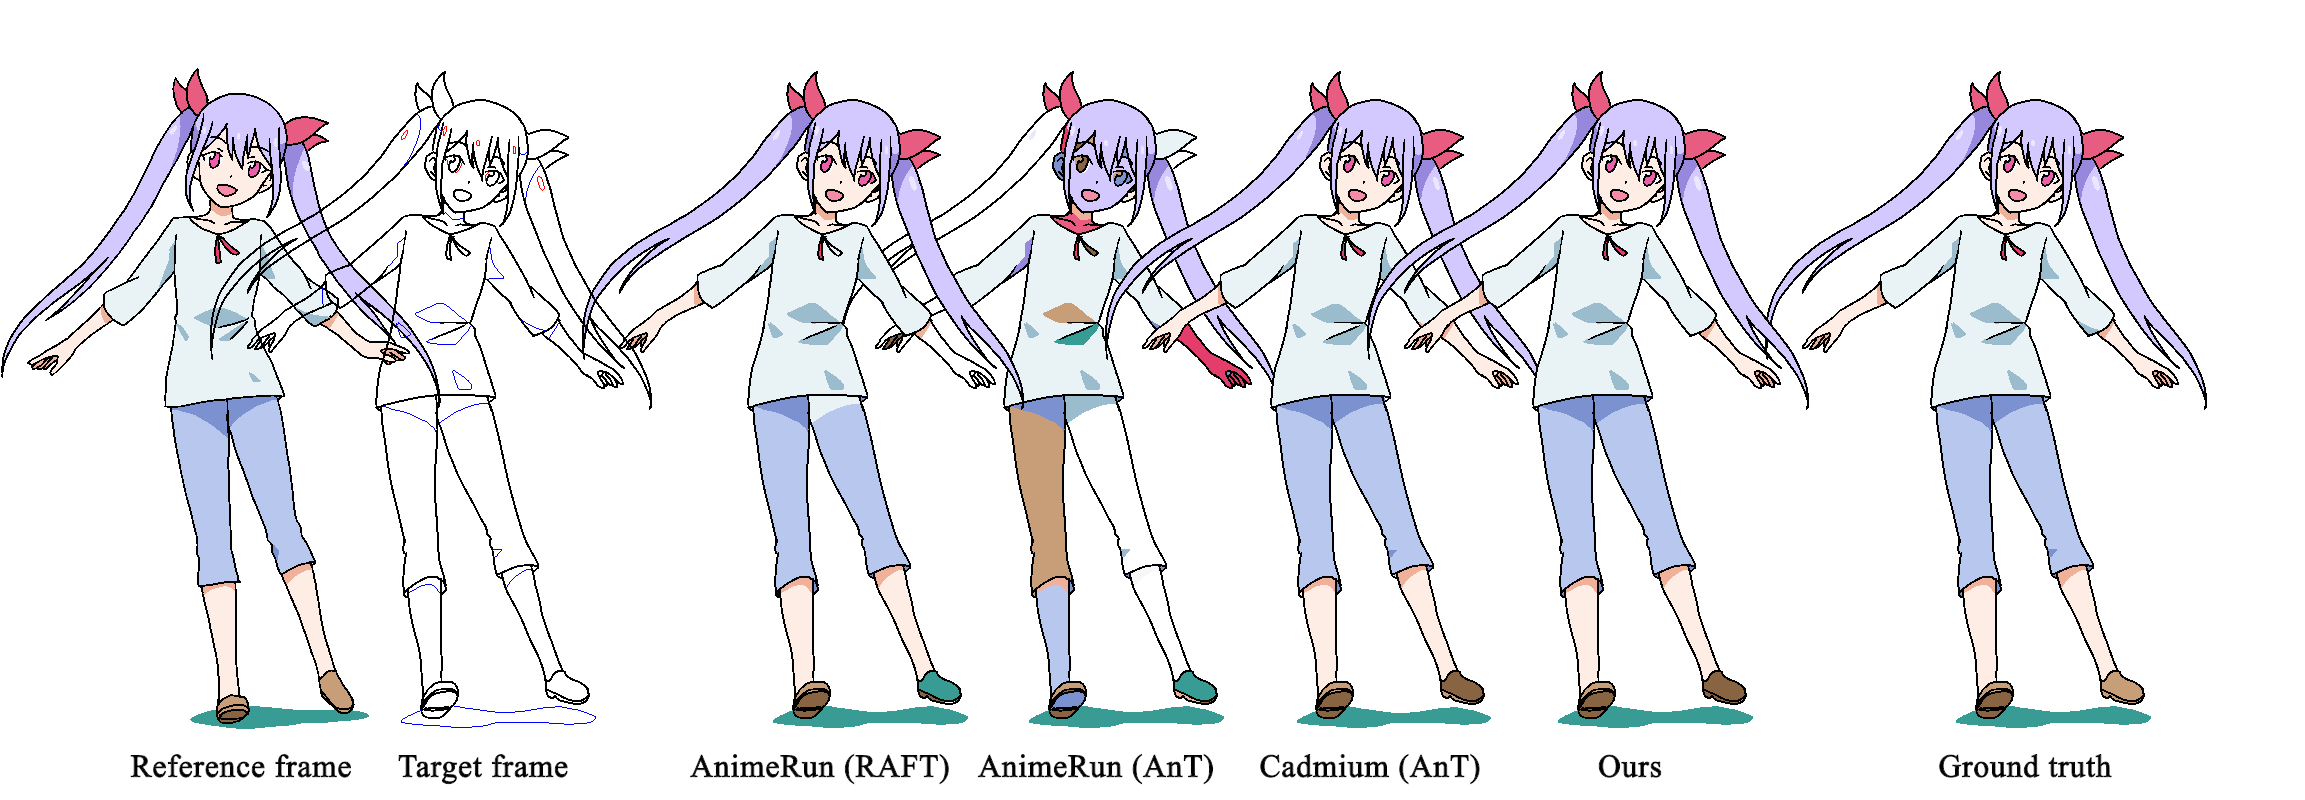 Reference frame
Target frame
AnimeRun (RAFT)
AnimeRun (AnT)
Cadmium (AnT)
Ours
Ground truth